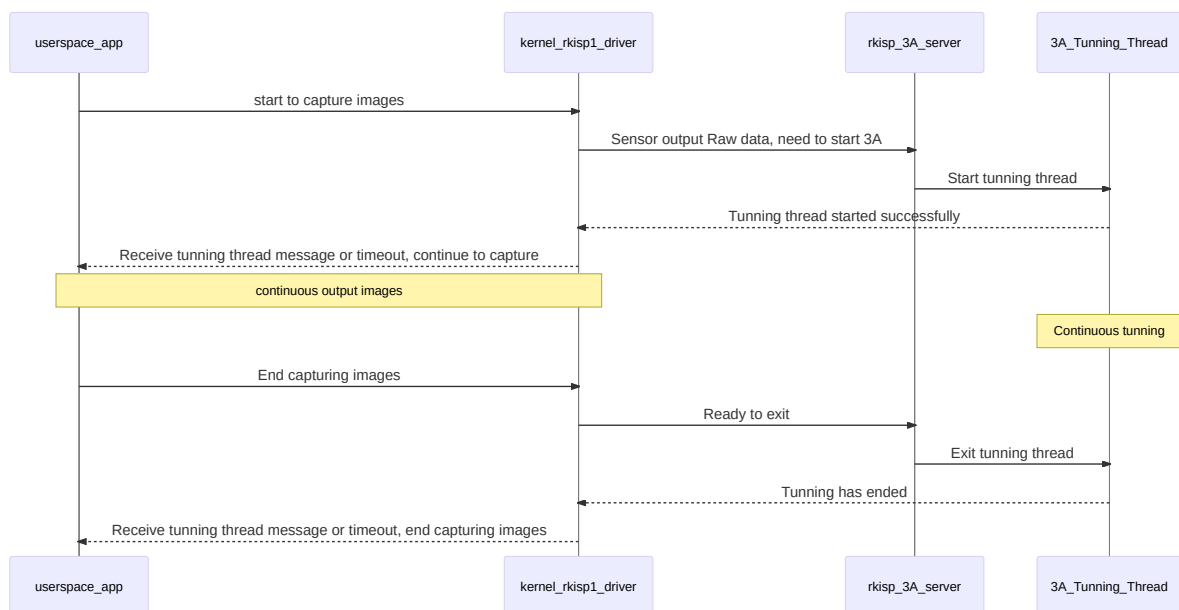 userspace_app
kernel_rkisp1_driver
rkisp_3A_server
3A_Tunning_Thread
start to capture images
Sensor output Raw data, need to start 3A
Start tunning thread
Tunning thread started successfully
Receive tunning thread message or timeout, continue to capture
continuous output images
Continuous tunning
End capturing images
Ready to exit
Exit tunning thread
Tunning has ended
Receive tunning thread message or timeout, end capturing images
userspace_app
kernel_rkisp1_driver
rkisp_3A_server
3A_Tunning_Thread